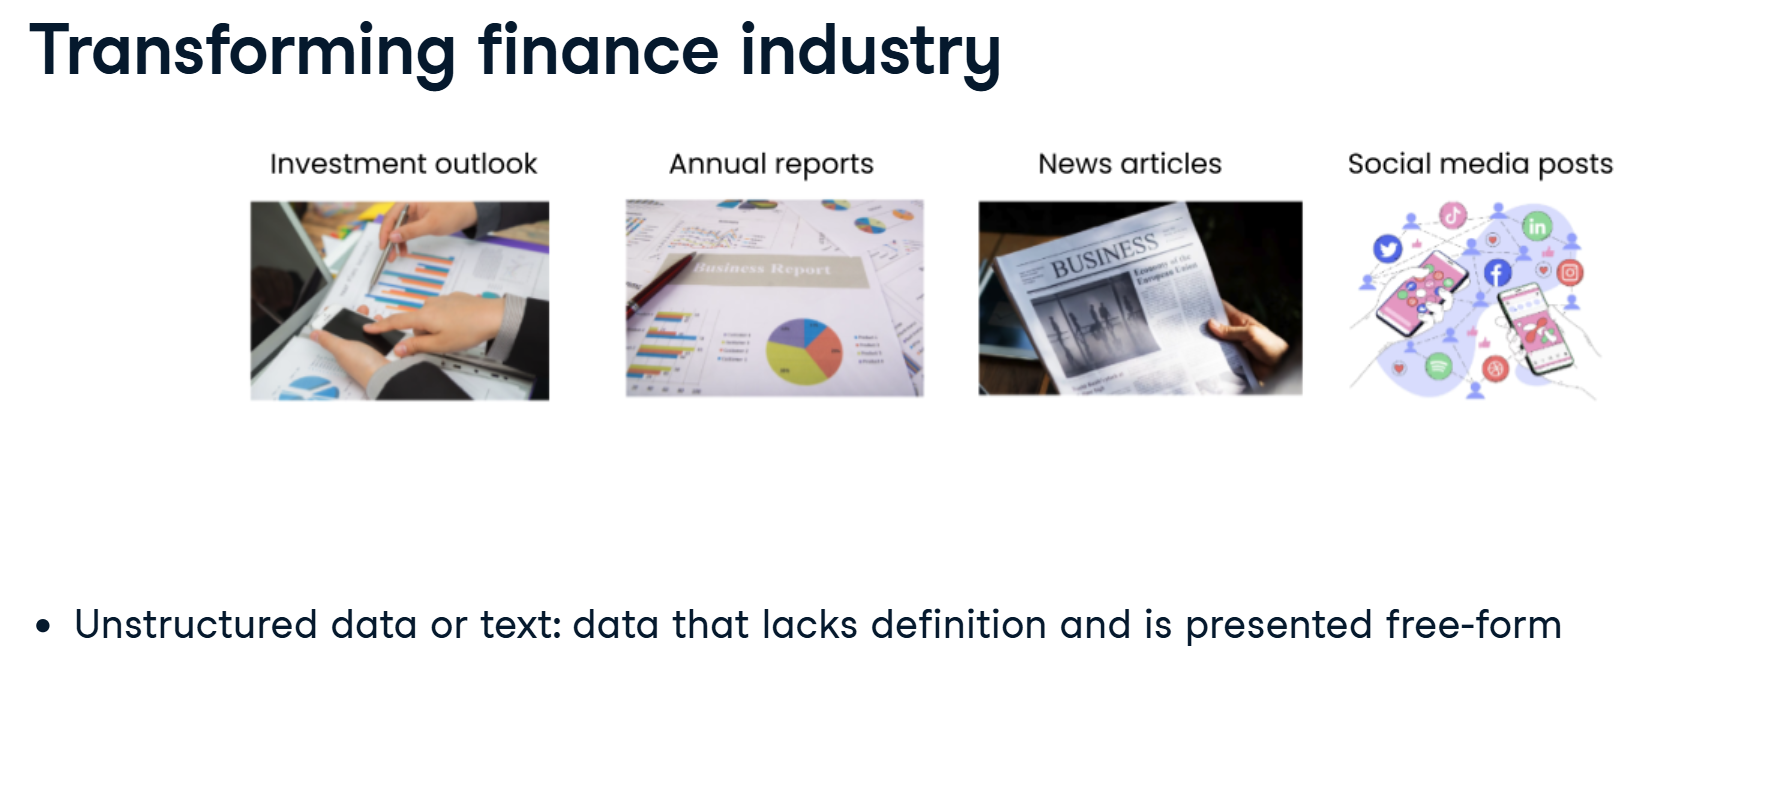 Transforming finance industry
Investment outlook
Annual reports
News articles
Social media posts
Business Report
BUSINESS
Economy of the
European Union
in
• Unstructured data or text: data that lacks definition and is presented free-form